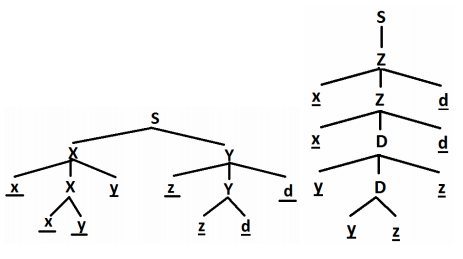 S
X Y
x X y z Y d
x y z d
S
Z
x Z d
x D d
y D z
y z